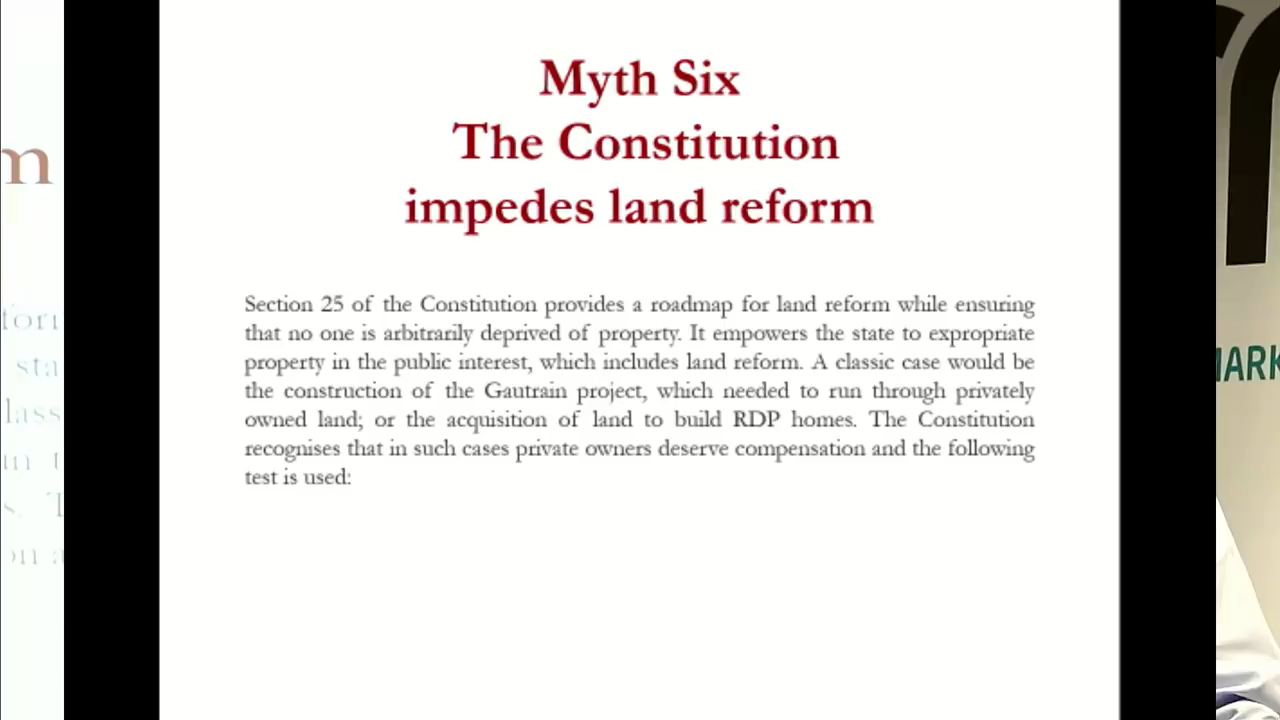 Myth Six
The Constitution
impedes land reform
Section 25 of the Constitution provides a roadmap for land reform while ensuring
that no one is arbitrarily deprived of property. It empowers the state to expropriate
property in the public interest, which includes land reform. A classic case would be
the construction of the Gautrain project, which needed to run through privately
owned land; or the acquisition of land to build RDP homes. The Constitution
recognises that in such cases private owners deserve compensation and the following
test is used: